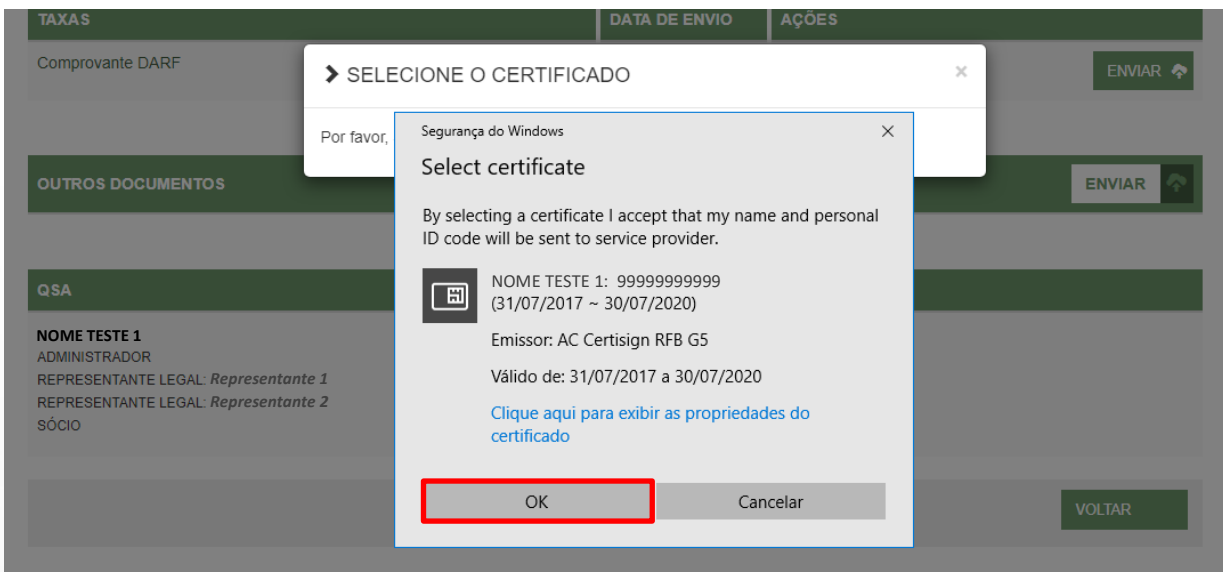 TAXAS DATA DE ENVIO AÇÕES
Comprovante DARF ENVIAR
SELECIONE O CERTIFICADO ×
Por favor,
Segurança do Windows
Select certificate
By selecting a certificate I accept that my name and personal
ID code will be sent to service provider.
NOME TESTE 1: 99999999999
(31/07/2017 ~ 30/07/2020)
Emissor: AC Certisign RFB G5
Válido de: 31/07/2017 a 30/07/2020
Clique aqui para exibir as propriedades do
certificado
OK Cancelar
OUTROS DOCUMENTOS ENVIAR
QSA
NOME TESTE 1
ADMINISTRADOR
REPRESENTANTE LEGAL: Representante 1
REPRESENTANTE LEGAL: Representante 2
SÓCIO
VOLTAR